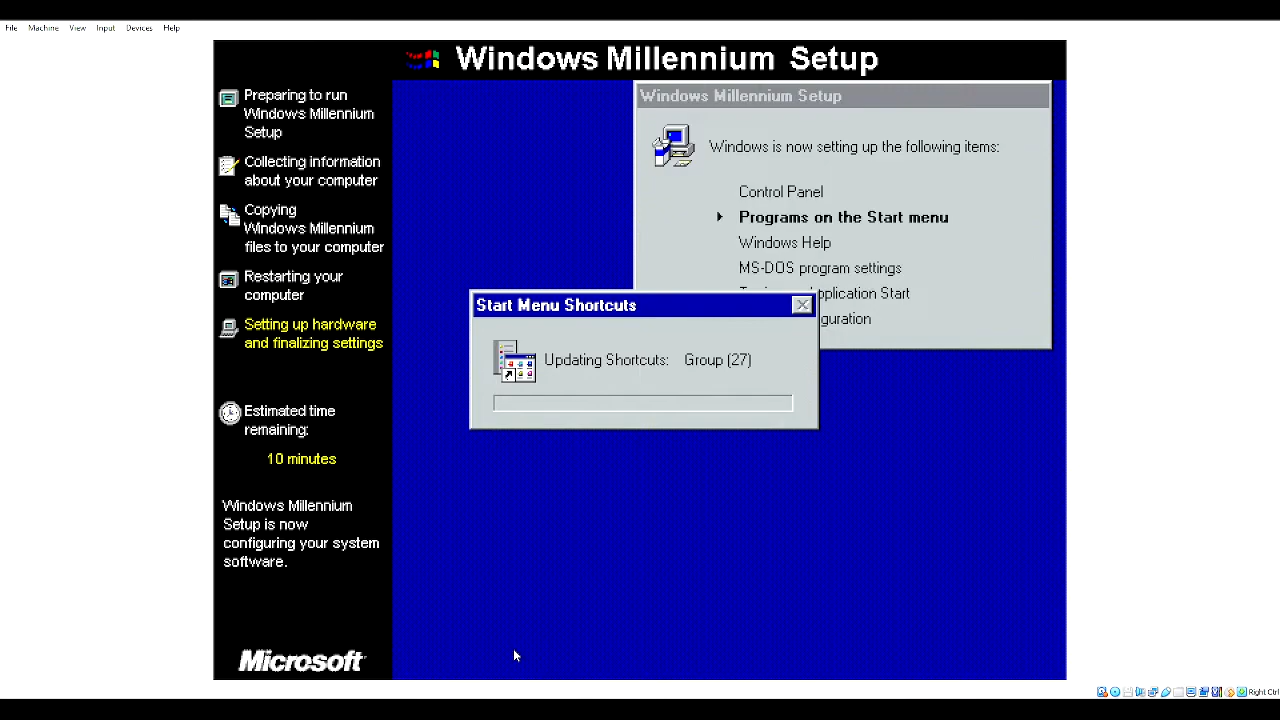 File Machine View Input Devices Help
Windows Millennium Setup
Preparing to run
Windows Millennium
Setup
Collecting information
about your computer
Copying
Windows Millennium
files to your computer
Restarting your
computer
Setting up hardware
and finalizing settings
Estimated time
remaining:
10 minutes
Windows Millennium
Setup is now
configuring your system
software.
Microsoft
Windows Millennium Setup
Windows is now setting up the following items:
Control Panel
Programs on the Start menu
Windows Help
MS-DOS program settings
Application Start
Start Menu Shortcuts
Updating Shortcuts: Group (27)
Right Ctrl